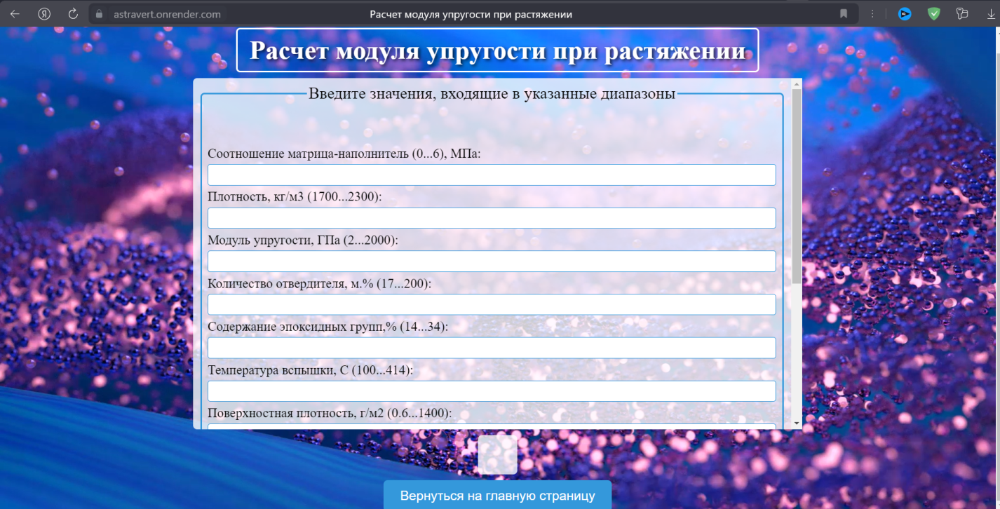 astravert.onrender.com
Расчет модуля упругости при растяжении
Расчет модуля упругости при растяжении
Введите значения, входящие в указанные диапазоны
Соотношение матрица-наполнитель (0...6), МПа:
Плотность, кг/м3 (1700...2300):
Модуль упругости, ГПа (2...2000):
Количество отвердителя, м.% (17...200):
Содержание эпоксидных групп,% (14...34):
Температура вспышки, С (100...414):
Поверхностная плотность, г/м2 (0.6...1400):
Вернуться на главную страницу